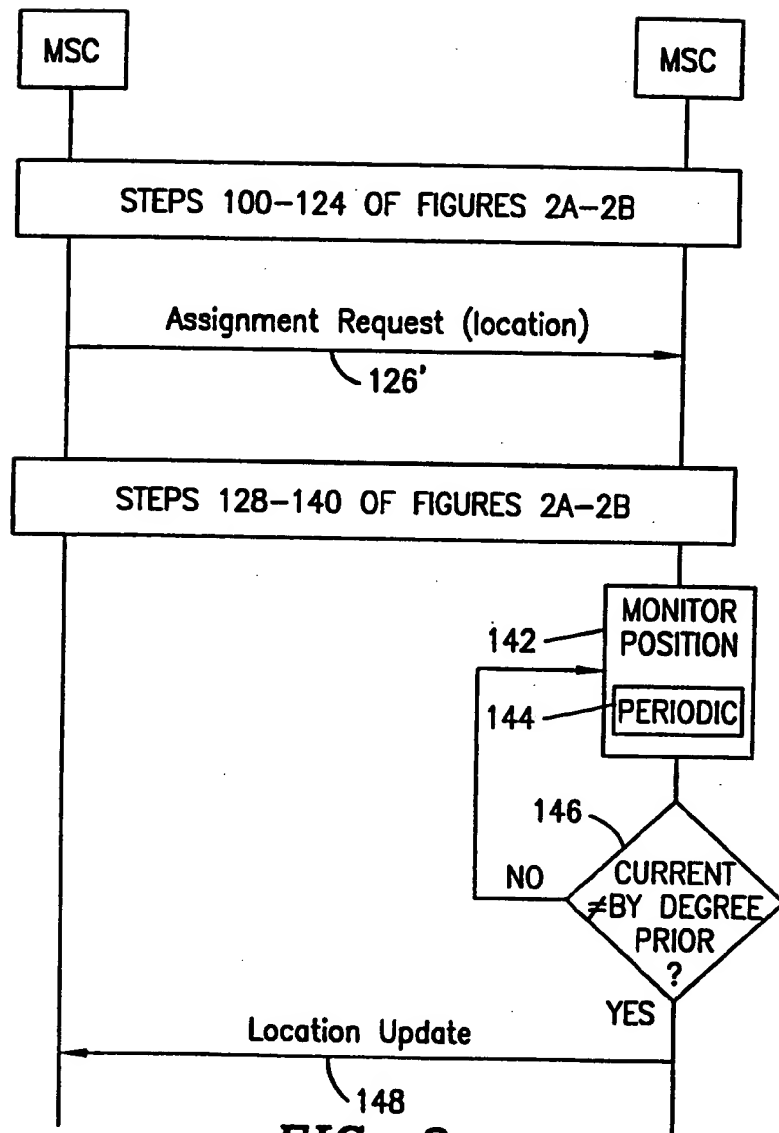 MSC
MSC
STEPS 100-124 OF FIGURES 2A-2B
Assignment Request (location)
126'
STEPS 128-140 OF FIGURES 2A-2B
MONITOR
POSITION
142
144
PERIODIC
146
NO
CURRENT
≠BY DEGREE
PRIOR
?
YES
Location Update
148